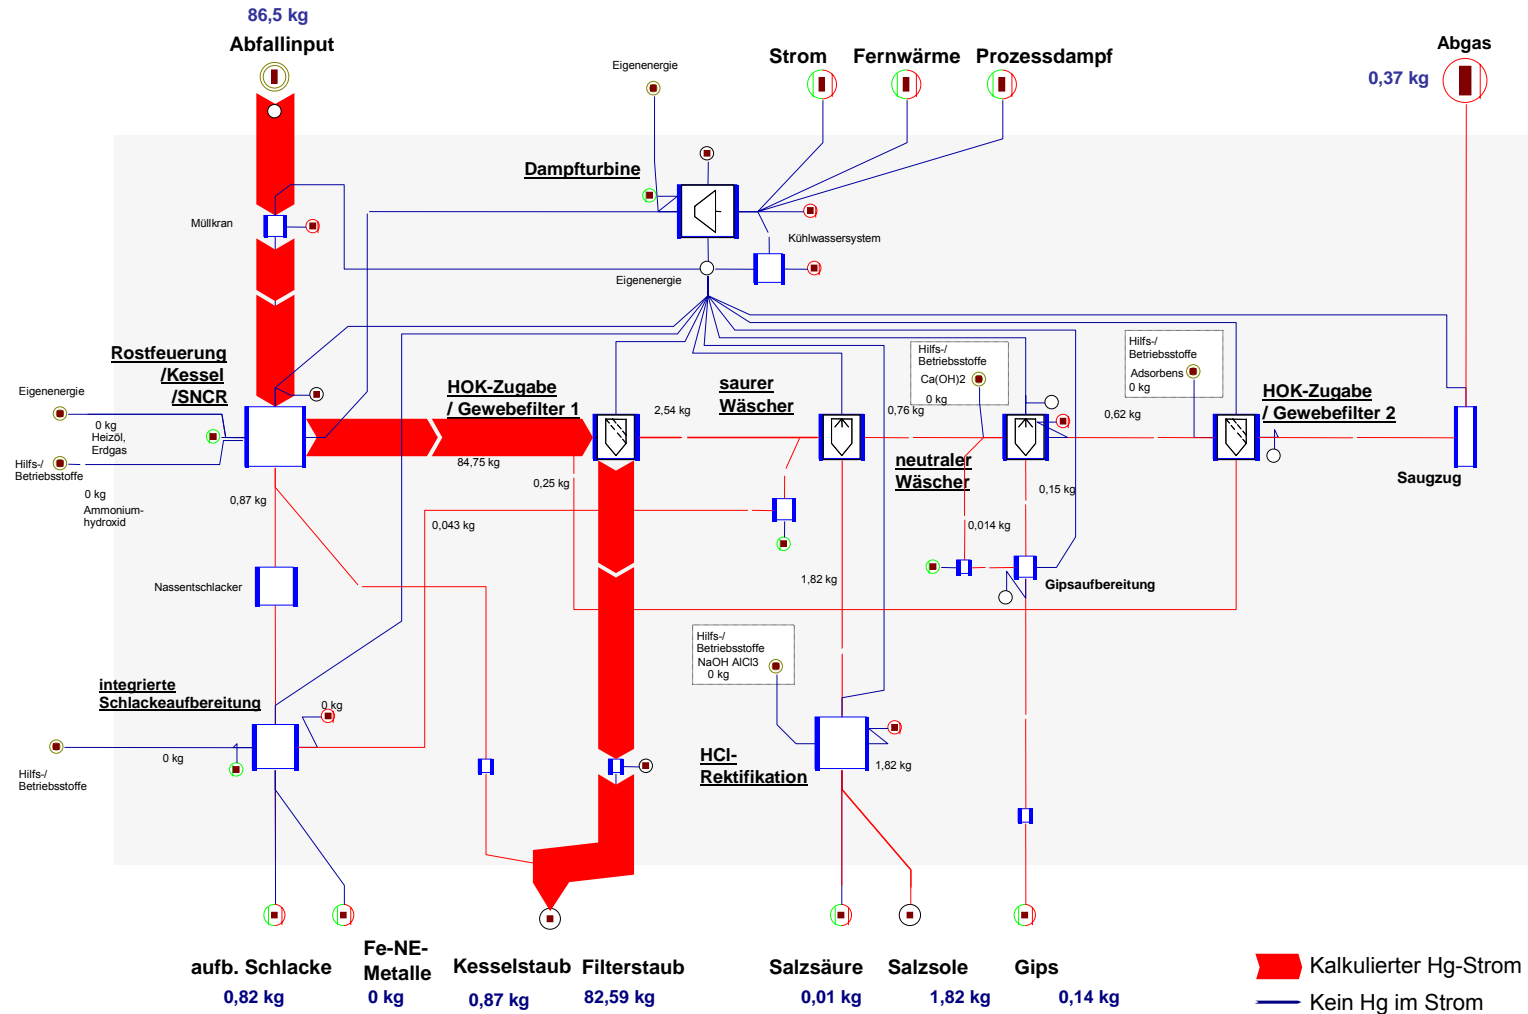 86,5 kg
Abfallinput
Eigenenergie
Strom
Fernwärme
Prozessdampf
Abgas
0,37 kg
Dampfturbine
Müllkran
Kühlwassersystem
Eigenenergie
Rostfeuerung
/Kessel
/SNCR
Eigenenergie
0 kg
Heizöl,
Erdgas
Hilfs-/
Betriebsstoffe
0 kg
Ammonium-
hydroxid
HOK-Zugabe
/ Gewebefilter 1
84,75 kg
0,25 kg
2,54 kg
saurer
Wäscher
0,76 kg
Hilfs-/
Betriebsstoffe
Ca(OH)2
0 kg
neutraler
Wäscher
0,62 kg
Hilfs-/
Betriebsstoffe
Adsorbens
0 kg
HOK-Zugabe
/ Gewebefilter 2
Saugzug
0,87 kg
0,043 kg
0,15 kg
0,014 kg
Nassentschlacker
1,82 kg
Gipsaufbereitung
Hilfs-/
Betriebsstoffe
NaOH AlCl3
0 kg
integrierte
Schlackeaufbereitung
0 kg
0 kg
Hilfs-/
Betriebsstoffe
HCl-
Rektifikation
1,82 kg
aufb. Schlacke
0,82 kg
Fe-NE-
Metalle
0 kg
Kesselstaub
0,87 kg
Filterstaub
82,59 kg
Salzsäure
0,01 kg
Salzsole
1,82 kg
Gips
0,14 kg
Kalkulierter Hg-Strom
Kein Hg im Strom